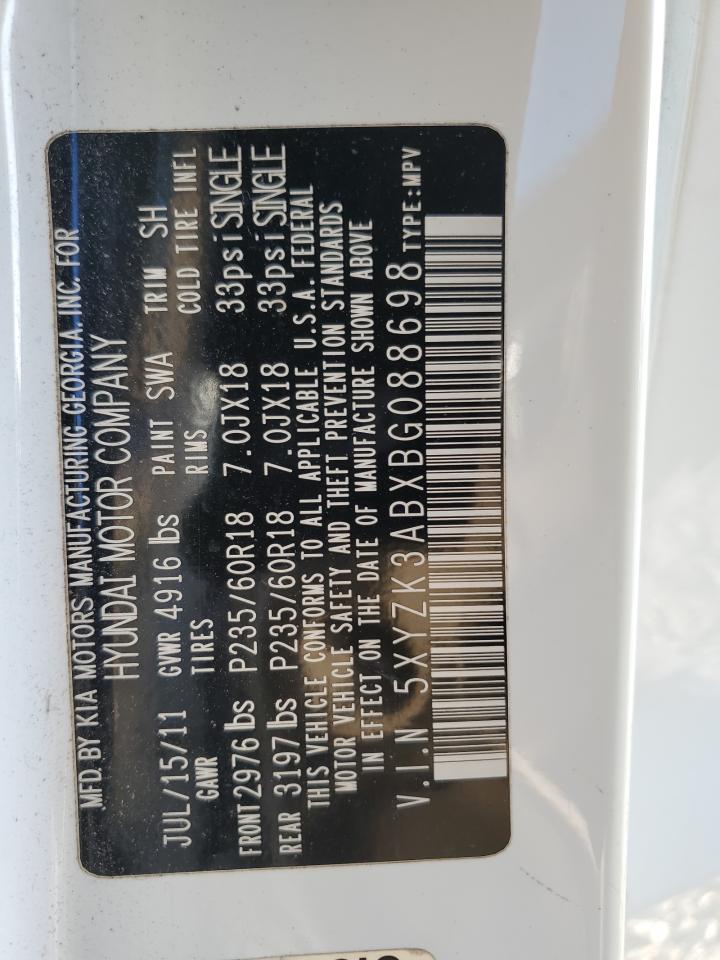 MFD. BY KIA MOTORS MANUFACTURING GEORGIA, INC. FOR
HYUNDAI MOTOR COMPANY
JUL/15/11 GVWR 4916 lbs PAINT SWA TRIM SH
GAWR TIRES RIMS COLD TIRE INFL
FRONT 2976 lbs P235/60R18 7.0JX18 33psi SINGLE
REAR 3197 lbs P235/60R18 7.0JX18 33psi SINGLE
THIS VEHICLE CONFORMS TO ALL APPLICABLE U.S.A. FEDERAL
MOTOR VEHICLE SAFETY AND THEFT PREVENTION STANDARDS
IN EFFECT ON THE DATE OF MANUFACTURE SHOWN ABOVE
V.I.N 5XYZK3ABXBG088698 TYPE:MPV